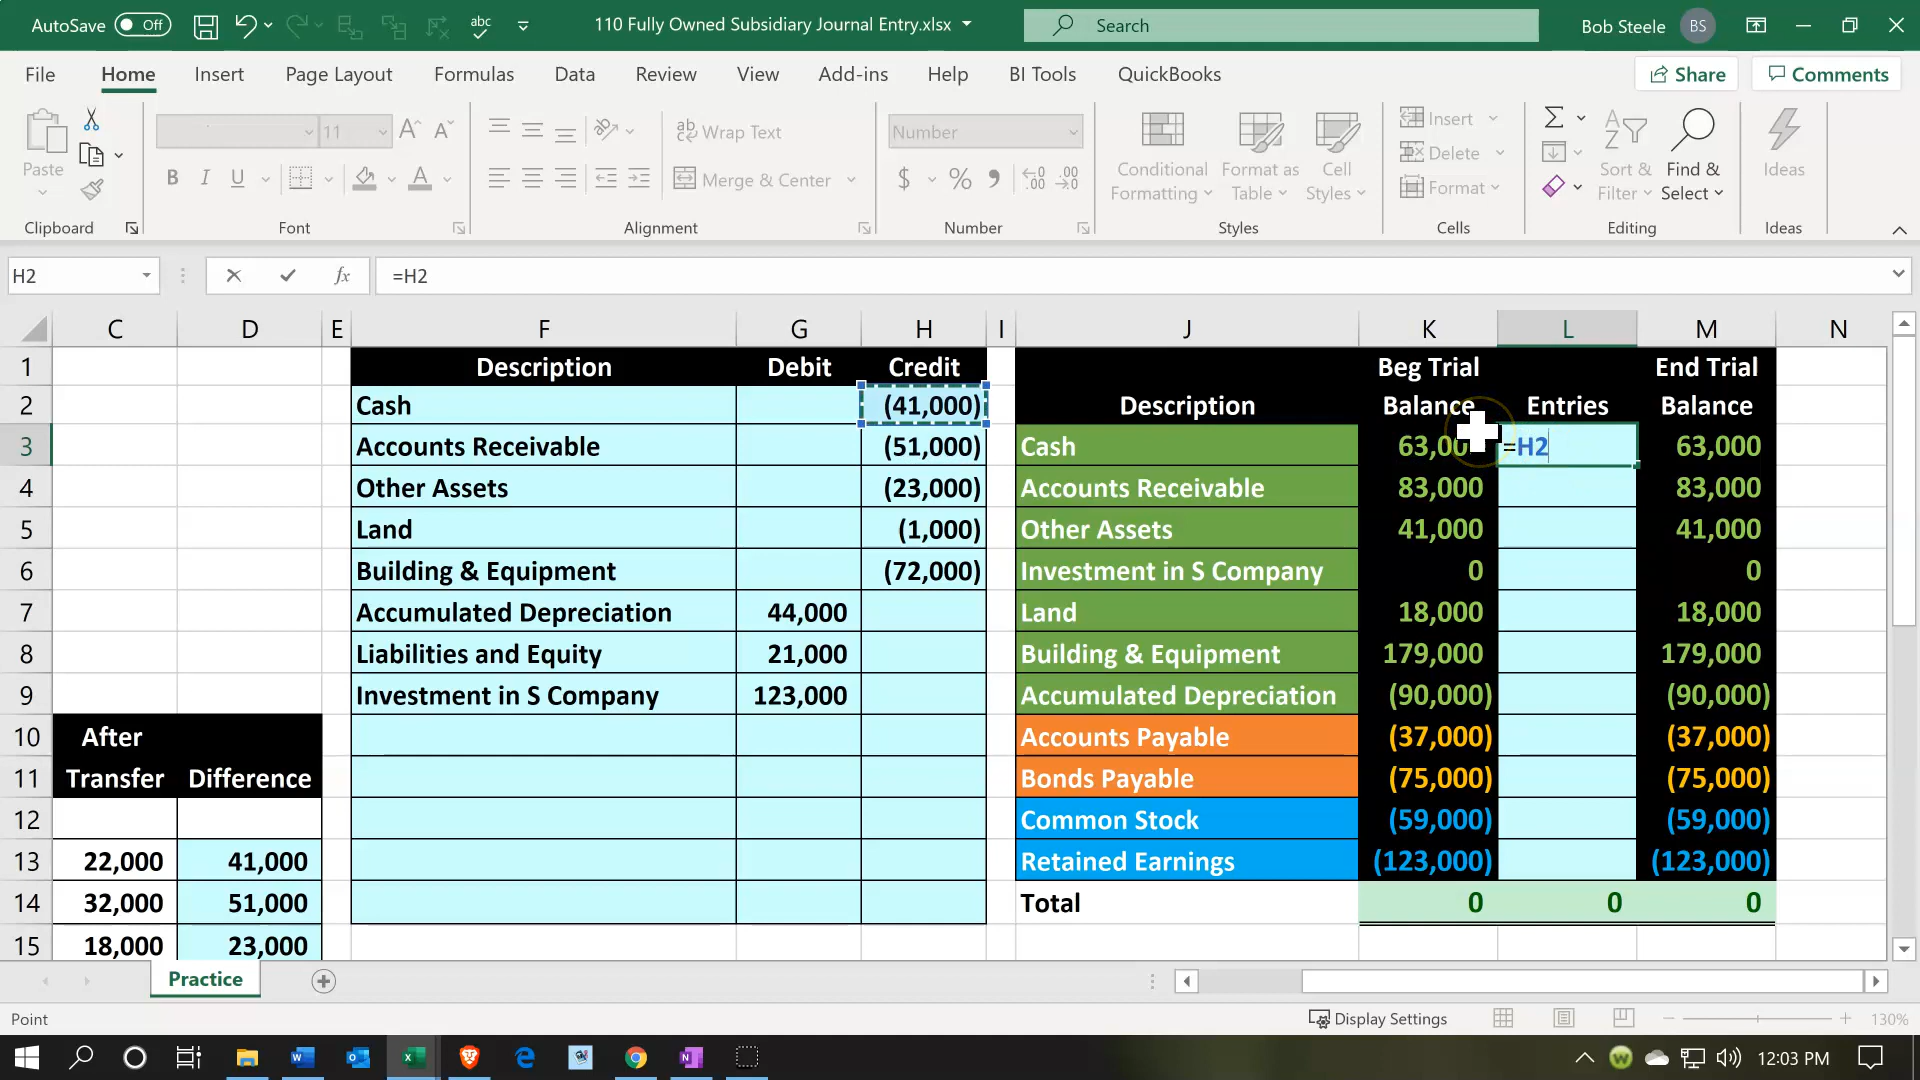 AutoSave Off
abc
110 Fully Owned Subsidiary Journal Entry.xlsx
Search
Bob Steele BS
File Home Insert Page Layout Formulas Data Review View Add-ins Help BI Tools QuickBooks Share Comments
Paste
11 A A
B I U A
ab Wrap Text
Merge & Center
Number
$ % 9 .00 .00
Conditional Formatting
Format as Table
Cell Styles
Insert
Delete
Format
Sort & Filter
Find & Select
Ideas
Clipboard Font Alignment Number Styles Cells Editing Ideas
H2 fx =H2
C D E F G H I J K L M N
1 Description Debit Credit Beg Trial End Trial
2 Cash (41,000) Description Balance Entries Balance
3 Accounts Receivable (51,000) Cash 63,00 =H2 63,000
4 Other Assets (23,000) Accounts Receivable 83,000 83,000
5 Land (1,000) Other Assets 41,000 41,000
6 Building & Equipment (72,000) Investment in S Company 0 0
7 Accumulated Depreciation 44,000 Land 18,000 18,000
8 Liabilities and Equity 21,000 Building & Equipment 179,000 179,000
9 Investment in S Company 123,000 Accumulated Depreciation (90,000) (90,000)
10 After Accounts Payable (37,000) (37,000)
11 Transfer Difference Bonds Payable (75,000) (75,000)
12 Common Stock (59,000) (59,000)
13 22,000 41,000 Retained Earnings (123,000) (123,000)
14 32,000 51,000 Total 0 0 0
15 18,000 23,000
Practice
Point Display Settings 130%
12:03 PM